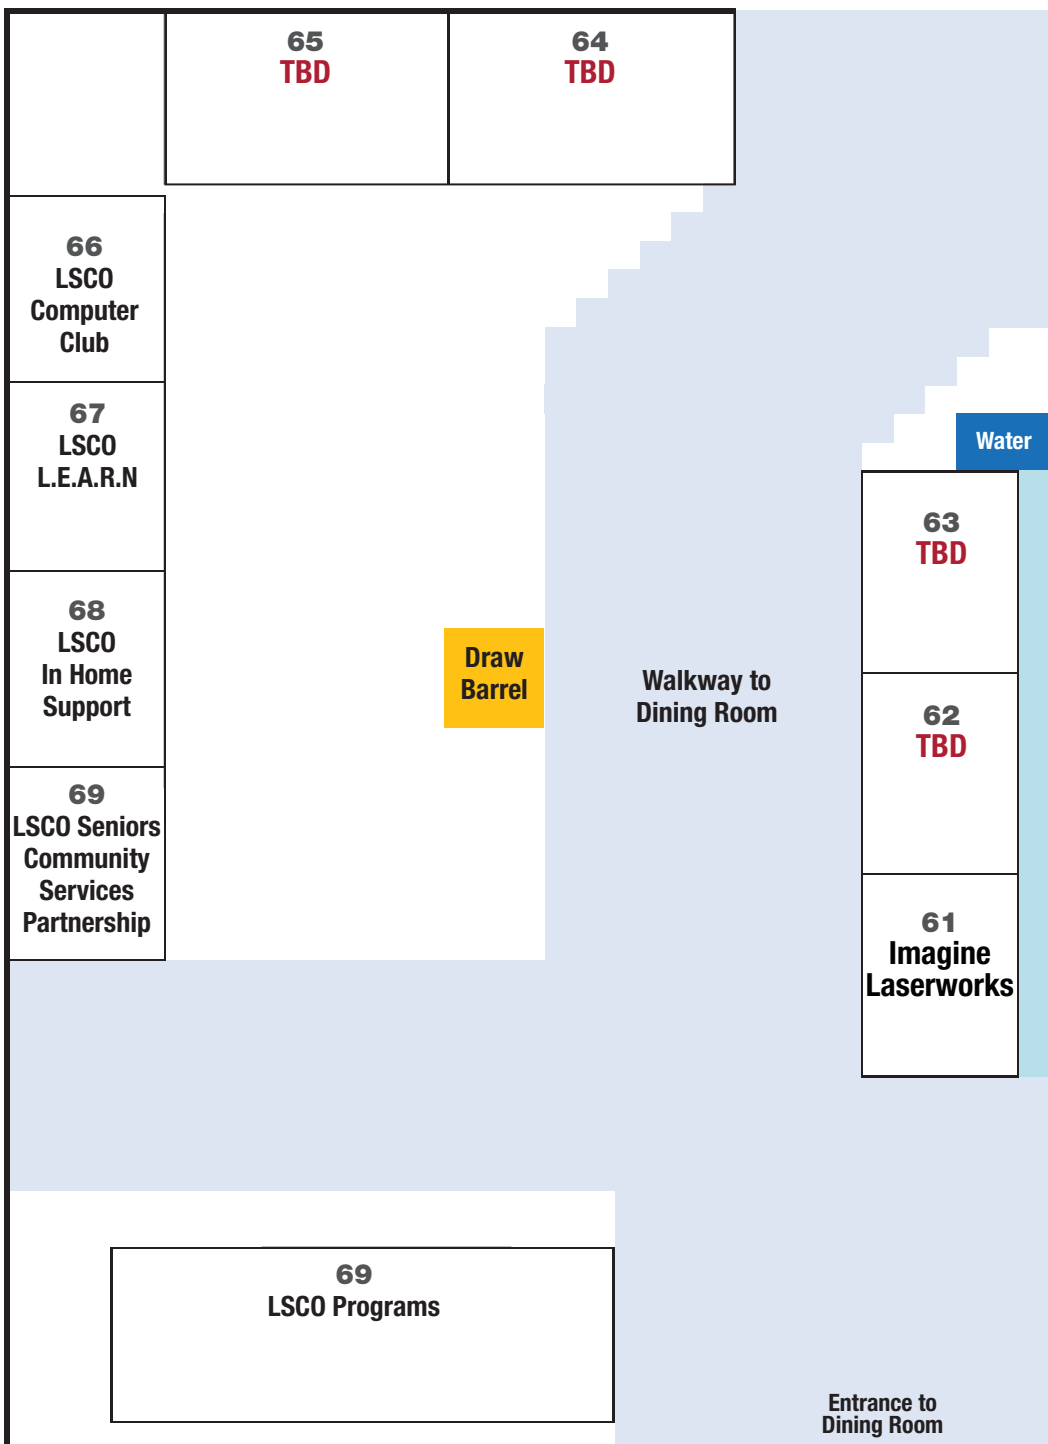 65
TBD
64
TBD
66
LSCO
Computer
Club
67
LSCO
L.E.A.R.N
Water
63
TBD
68
LSCO
In Home
Support
Draw
Barrel
Walkway to
Dining Room
62
TBD
69
LSCO Seniors
Community
Services
Partnership
61
Imagine
Laserworks
69
LSCO Programs
Entrance to
Dining Room